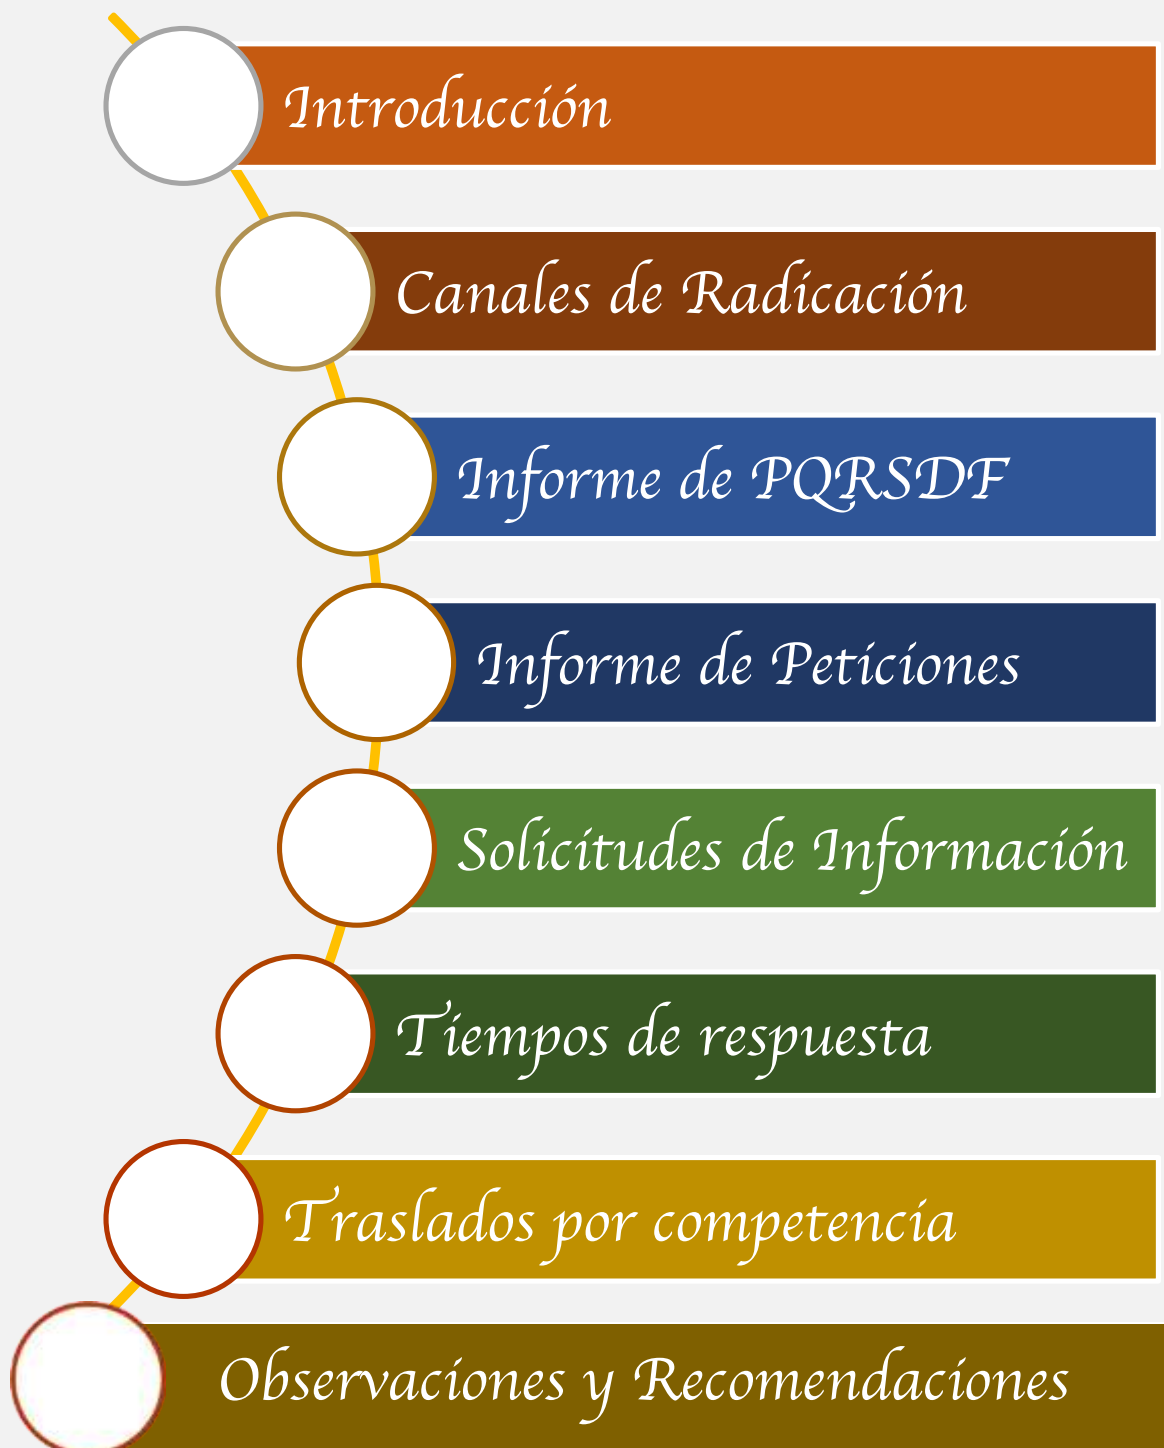 Introducción
Canales de Radicación
Informe de PQRSDF
Informe de Peticiones
Solicitudes de Información
Tiempos de respuesta
Traslados por competencia
Observaciones y Recomendaciones